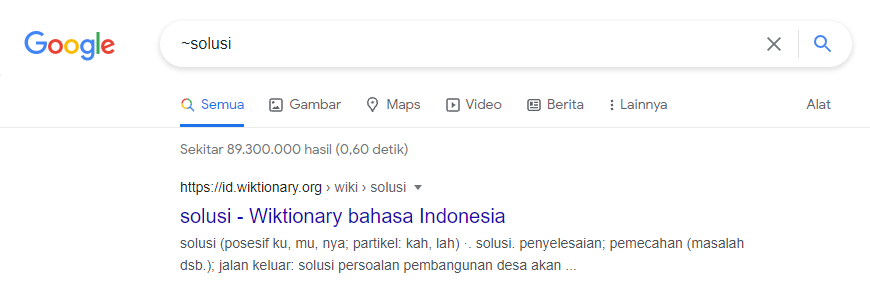 Google ~solusi
Semua Gambar Maps Video Berita Lainnya Alat
Sekitar 89.300.000 hasil (0,60 detik)
https://id.wiktionary.org › wiki › solusi
solusi - Wiktionary bahasa Indonesia
solusi (posesif ku, mu, nya; partikel: kah, lah) ·. solusi. penyelesaian; pemecahan (masalah
dsb.); jalan keluar: solusi persoalan pembangunan desa akan ...